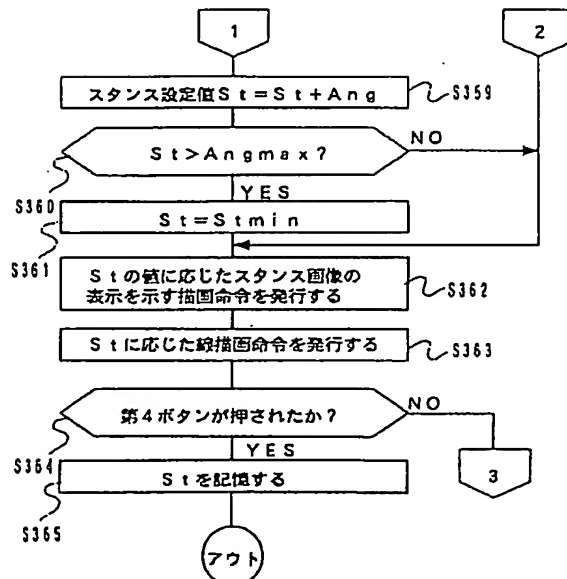 1
2
スタンス設定値St=St+Ang
S359
St>Angmax?
NO
S360
YES
St=Stmin
S361
Stの値に応じたスタンス画像の
表示を示す描画命令を発行する
S362
Stに応じた線描画命令を発行する
S363
第4ボタンが押されたか?
NO
S364
YES
3
Stを記憶する
S365
アウト